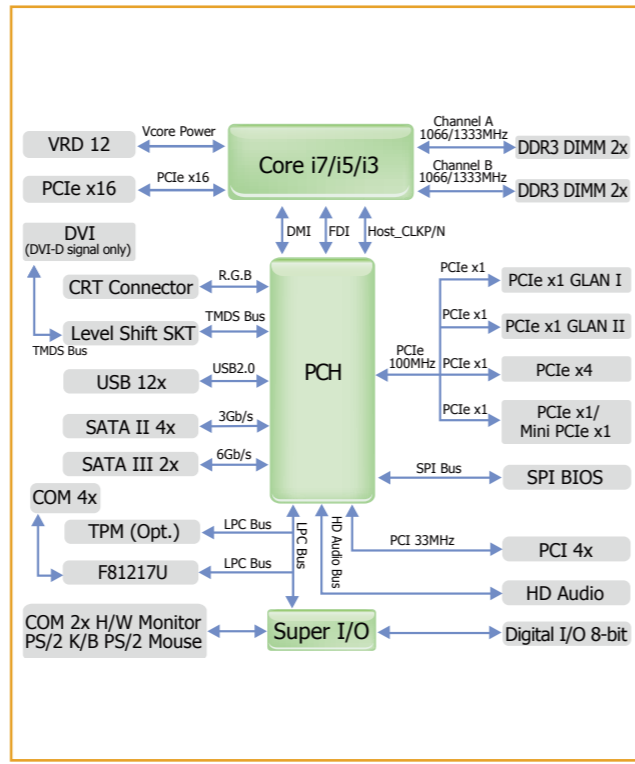 VRD 12
Vcore Power
Core i7/i5/i3
Channel A
1066/1333MHz
DDR3 DIMM 2x
PCIe x16
PCIe x16
Channel B
1066/1333MHz
DDR3 DIMM 2x
DMI
FDI
Host_CLKP/N
DVI
(DVI-D signal only)
TMDS Bus
CRT Connector
R.G.B
Level Shift SKT
TMDS Bus
USB 12x
USB2.0
SATA II 4x
3Gb/s
SATA III 2x
6Gb/s
PCH
PCIe
100MHz
PCIe x1
PCIe x1 GLAN I
PCIe x1
PCIe x1 GLAN II
PCIe x1
PCIe x4
PCIe x1
PCIe x1/
Mini PCIe x1
SPI Bus
SPI BIOS
COM 4x
TPM (Opt.)
LPC Bus
F81217U
LPC Bus
LPC Bus
HD Audio Bus
PCI 33MHz
PCI 4x
HD Audio
COM 2x H/W Monitor
PS/2 K/B PS/2 Mouse
Super I/O
Digital I/O 8-bit